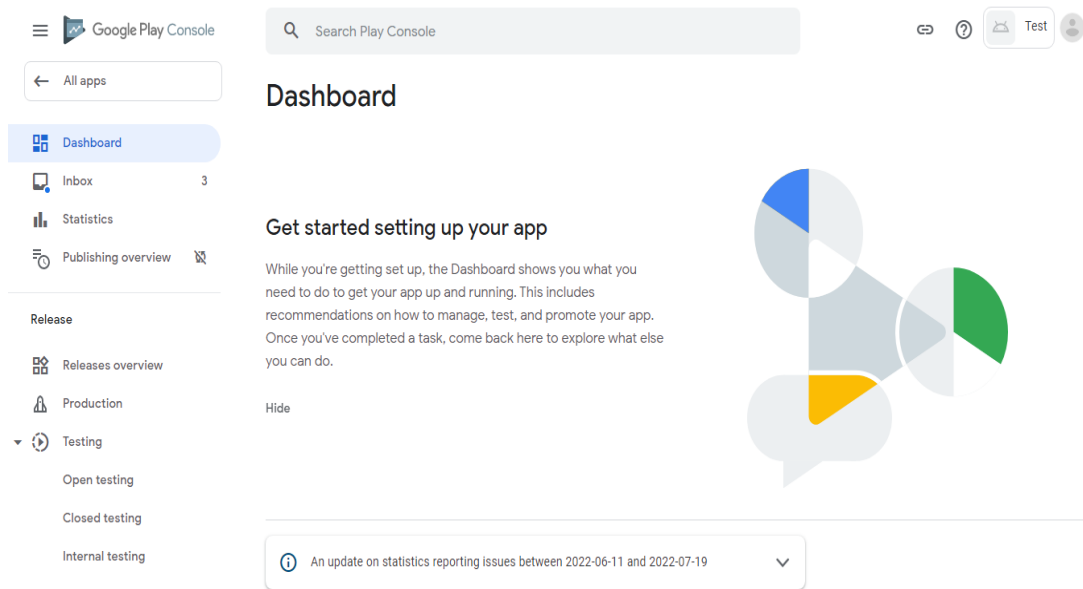 Google Play Console
Search Play Console
Test
All apps
Dashboard
Dashboard
Inbox 3
Statistics
Publishing overview
Release
Releases overview
Production
Testing
Open testing
Closed testing
Internal testing
Get started setting up your app
While you're getting set up, the Dashboard shows you what you
need to do to get your app up and running. This includes
recommendations on how to manage, test, and promote your app.
Once you've completed a task, come back here to explore what else
you can do.
Hide
An update on statistics reporting issues between 2022-06-11 and 2022-07-19